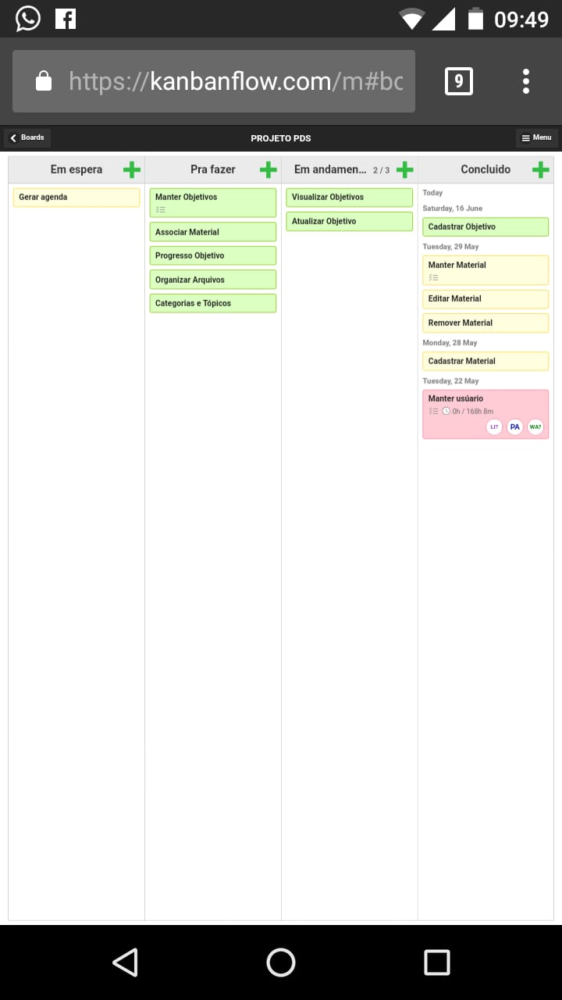 09:49
https://kanbanflow.com/m#bc
9
Boards
PROJETO PDS
Menu
Em espera
Gerar agenda
Pra fazer
Manter Objetivos
Associar Material
Progresso Objetivo
Organizar Arquivos
Categorias e Tópicos
Em andamen... 2 / 3
Visualizar Objetivos
Atualizar Objetivo
Concluido
Today
Saturday, 16 June
Cadastrar Objetivo
Tuesday, 29 May
Manter Material
Editar Material
Remover Material
Monday, 28 May
Cadastrar Material
Tuesday, 22 May
Manter usúario
0h / 168h 8m
LI? PA WA?